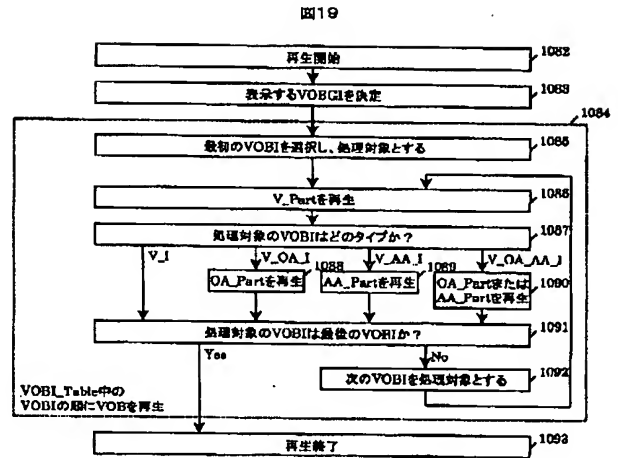 図19
再生開始
1082
表示するVOBGIを決定
1083
1084
最初のVOBIを選択し、処理対象とする
1085
V_Partを再生
1086
処理対象のVOBIはどのタイプか？
1087
V_I
V_OA_I
V_AA_I
V_OA_AA_I
OA_Partを再生
1088
AA_Partを再生
1089
OA_Partまたは
AA_Partを再生
1090
処理対象のVOBIは最後のVOBIか？
1091
Yes
No
次のVOBIを処理対象とする
1092
VOBI_Table中の
VOBIの順にVOBを再生
再生終了
1093